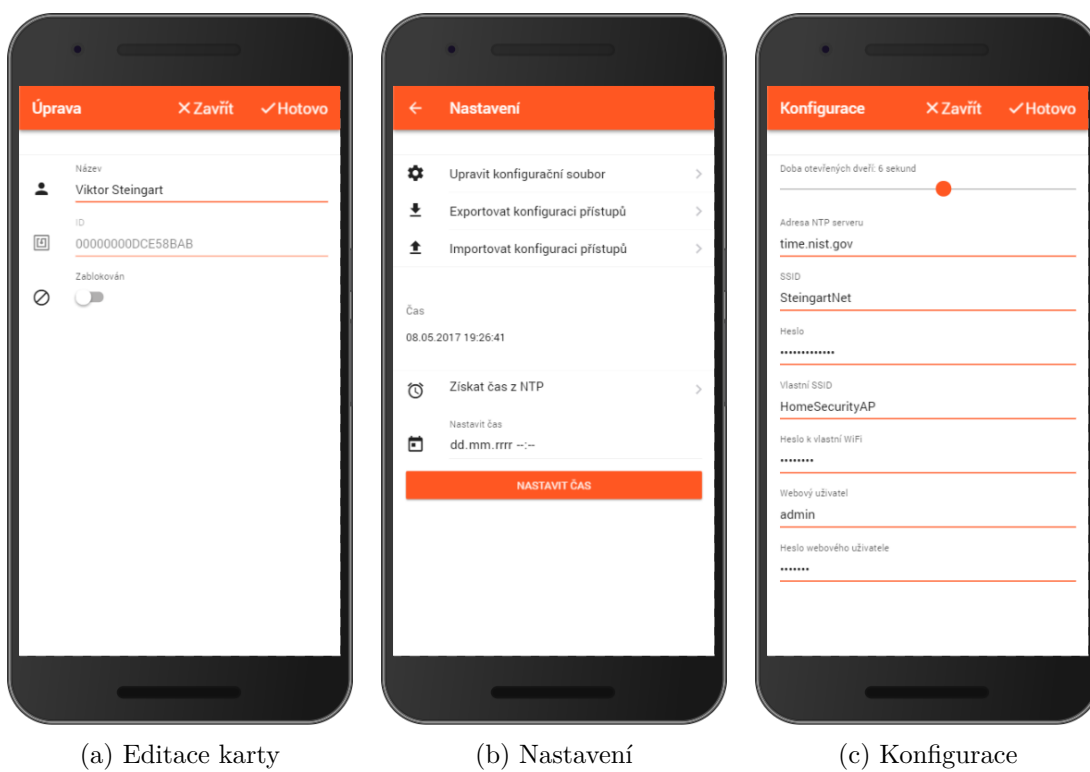 Úprava
Zavřít
Hotovo
Název
Viktor Steingart
ID
00000000DCE58BAB
Zablokován
Nastavení
Upravit konfigurační soubor
Exportovat konfiguraci přístupů
Importovat konfiguraci přístupů
Čas
08.05.2017 19:26:41
Získat čas z NTP
Nastavit čas
dd.mm.rrrr --:--
NASTAVIT ČAS
Konfigurace
Zavřít
Hotovo
Doba otevřených dveří: 6 sekund
Adresa NTP serveru
time.nist.gov
SSID
SteingartNet
Heslo
•••••••••••••
Vlastní SSID
HomeSecurityAP
Heslo k vlastní WiFi
••••••••
Webový uživatel
admin
Heslo webového uživatele
•••••••
(a) Editace karty
(b) Nastavení
(c) Konfigurace